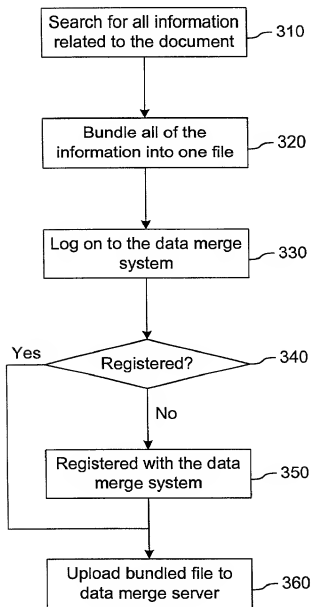 Search for all information
related to the document
310
Bundle all of the
information into one file
320
Log on to the data merge
system
330
Yes
Registered?
340
No
Registered with the data
merge system
350
Upload bundled file to
data merge server
360